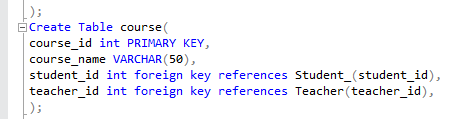 );
Create Table course(
course_id int PRIMARY KEY,
course_name VARCHAR(50),
student_id int foreign key references Student_(student_id),
teacher_id int foreign key references Teacher(teacher_id),
);